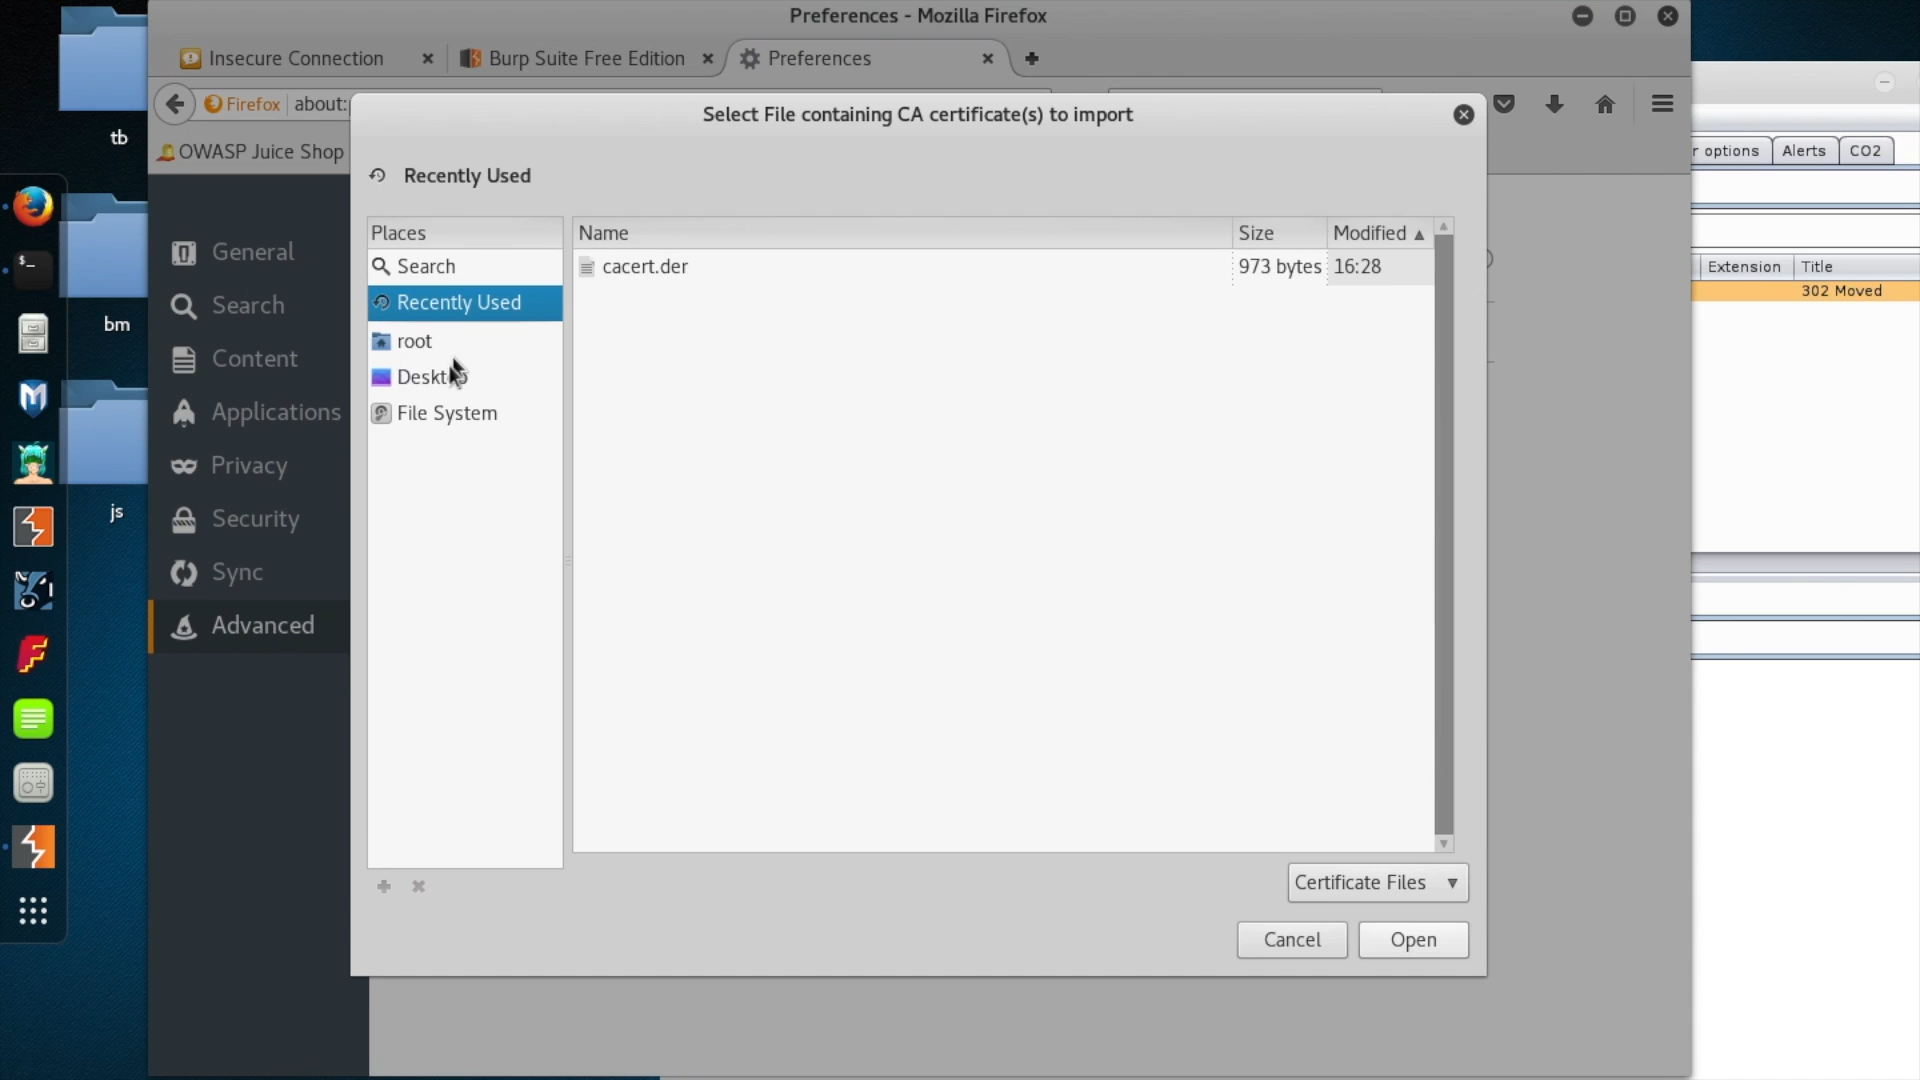 Preferences - Mozilla Firefox
Insecure Connection
Burp Suite Free Edition
Preferences
Firefox
about:
OWASP Juice Shop
Select File containing CA certificate(s) to import
Recently Used
Places
Search
Recently Used
root
Desktop
File System
Name
Size
Modified
cacert.der
973 bytes
16:28
Certificate Files
Cancel
Open
General
Search
Content
Applications
Privacy
Security
Sync
Advanced
tb
bm
js
r options
Alerts
CO2
Extension
Title
302 Moved